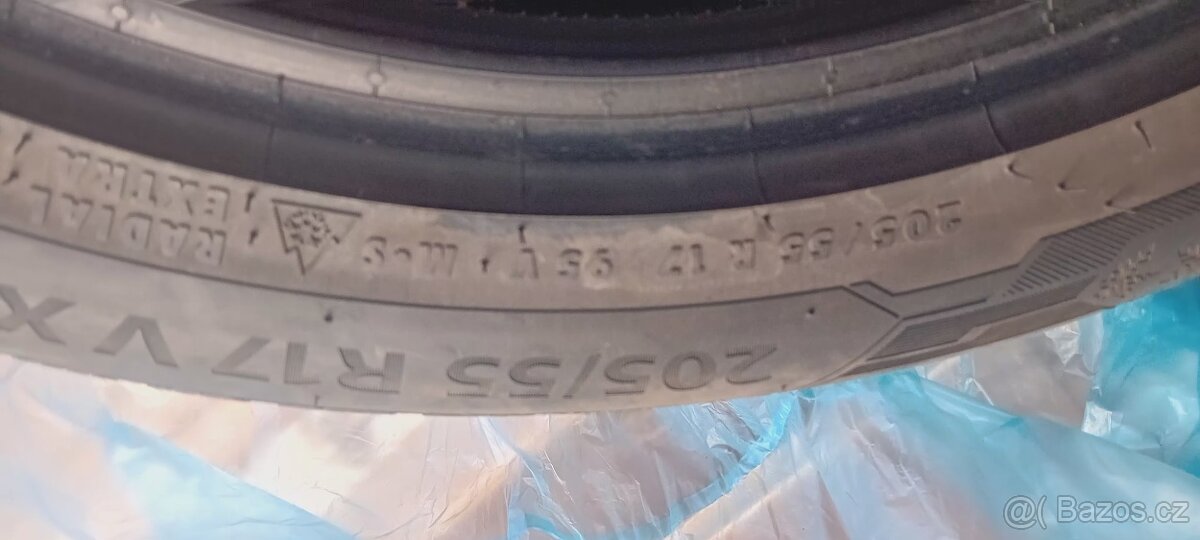 205/55 R 17 95 V M+S
RADIAL
EXTRA
205/55 R17 V X
@( Bazos.cz